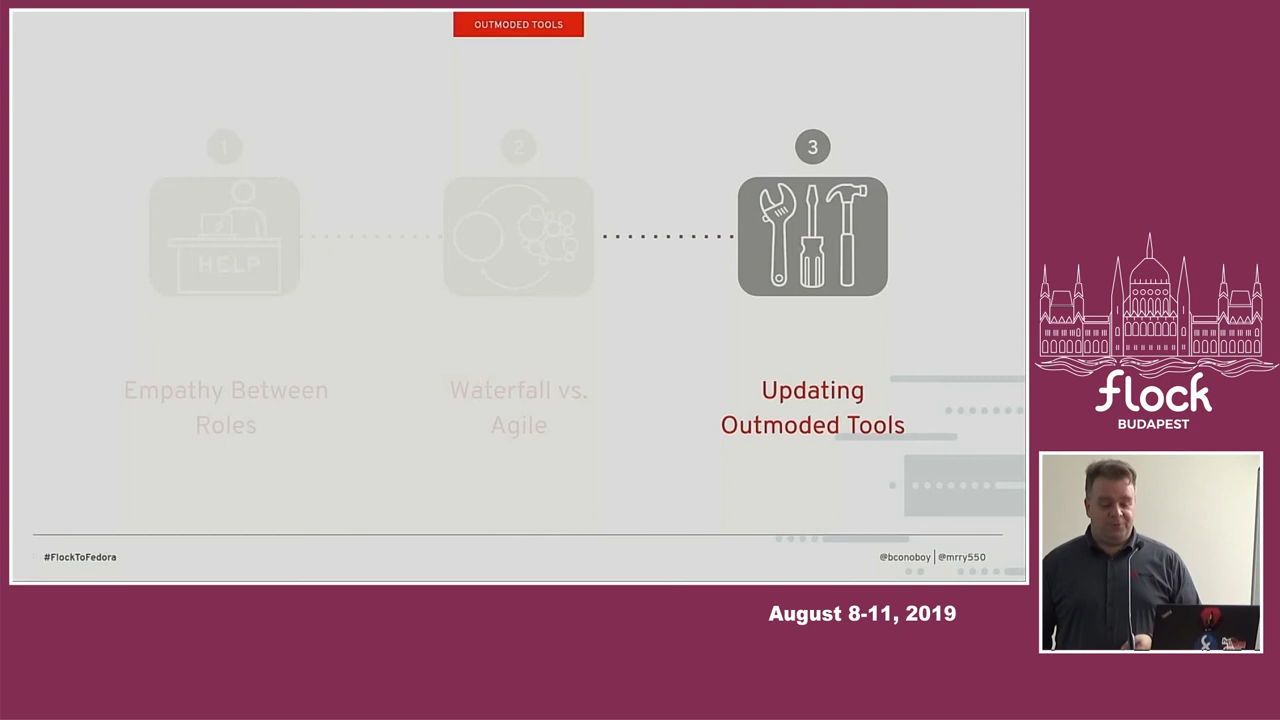 OUTMODED TOOLS
1
2
3
HELP
Empathy Between
Roles
Waterfall vs.
Agile
Updating
Outmoded Tools
#FlockToFedora
@bconoboy | @mrry550
flock
BUDAPEST
August 8-11, 2019